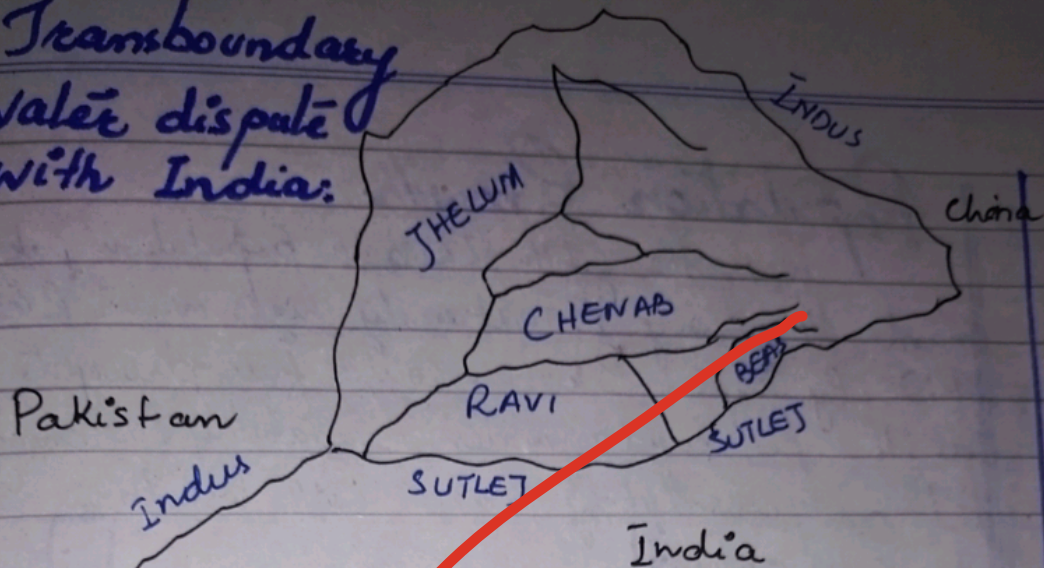 Transboundary
Water dispute
with India:
INDUS
China
JHELUM
CHENAB
BEAS
RAVI
Pakistan
SUTLEJ
SUTLEJ
Indus
India